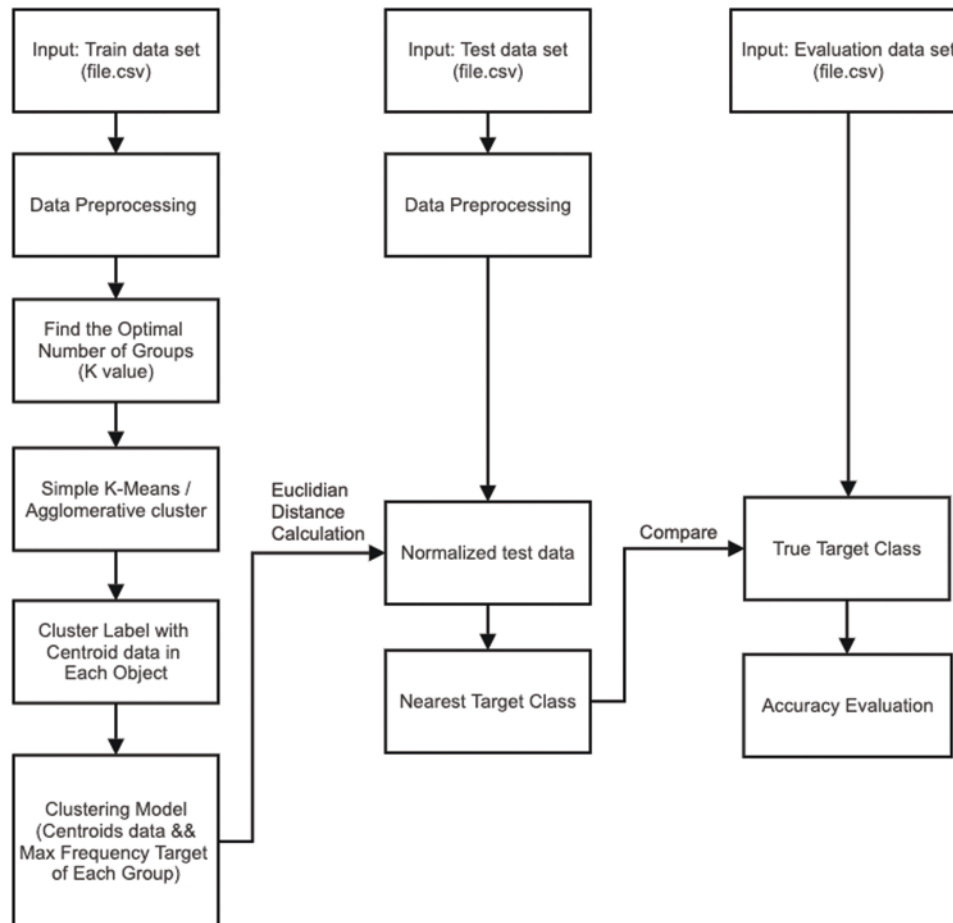 Input: Train data set
(file.csv)
Data Preprocessing
Find the Optimal
Number of Groups
(K value)
Simple K-Means /
Agglomerative cluster
Cluster Label with
Centroid data in
Each Object
Clustering Model
(Centroids data &&
Max Frequency Target
of Each Group)
Euclidian
Distance
Calculation
Input: Test data set
(file.csv)
Data Preprocessing
Normalized test data
Nearest Target Class
Compare
Input: Evaluation data set
(file.csv)
True Target Class
Accuracy Evaluation